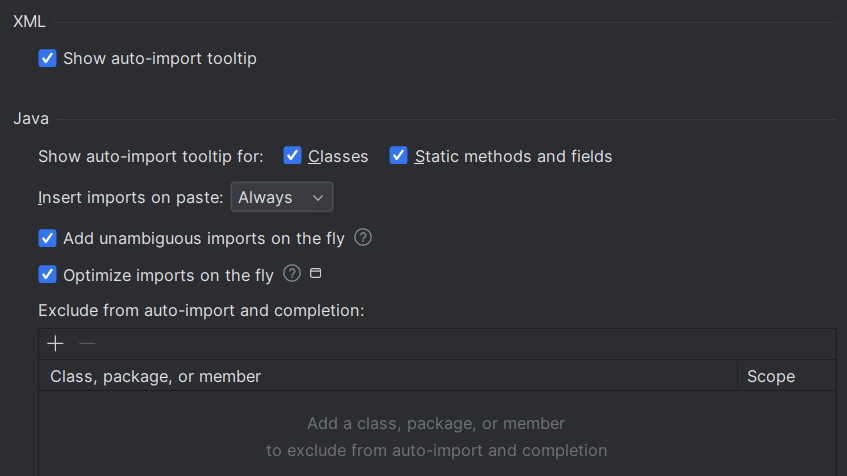 XML
Show auto-import tooltip
Java
Show auto-import tooltip for: Classes Static methods and fields
Insert imports on paste: Always
Add unambiguous imports on the fly ?
Optimize imports on the fly ?
Exclude from auto-import and completion:
Class, package, or member Scope
Add a class, package, or member
to exclude from auto-import and completion